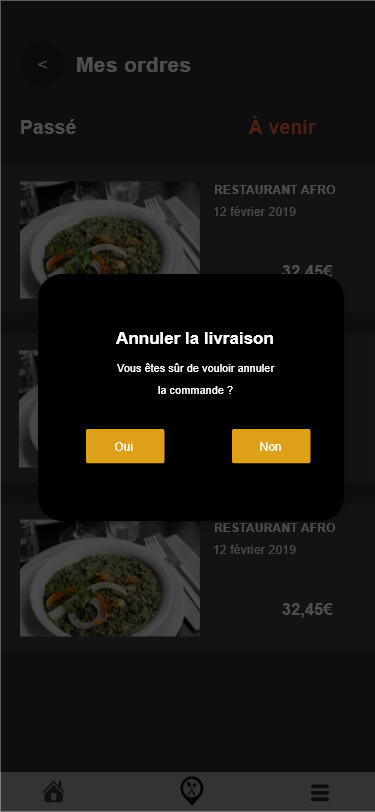 <
Mes ordres
Passé
À venir
RESTAURANT AFRO
12 février 2019
32,45€
Annuler la livraison
Vous êtes sûr de vouloir annuler
la commande ?
Oui
Non
RESTAURANT AFRO
12 février 2019
32,45€